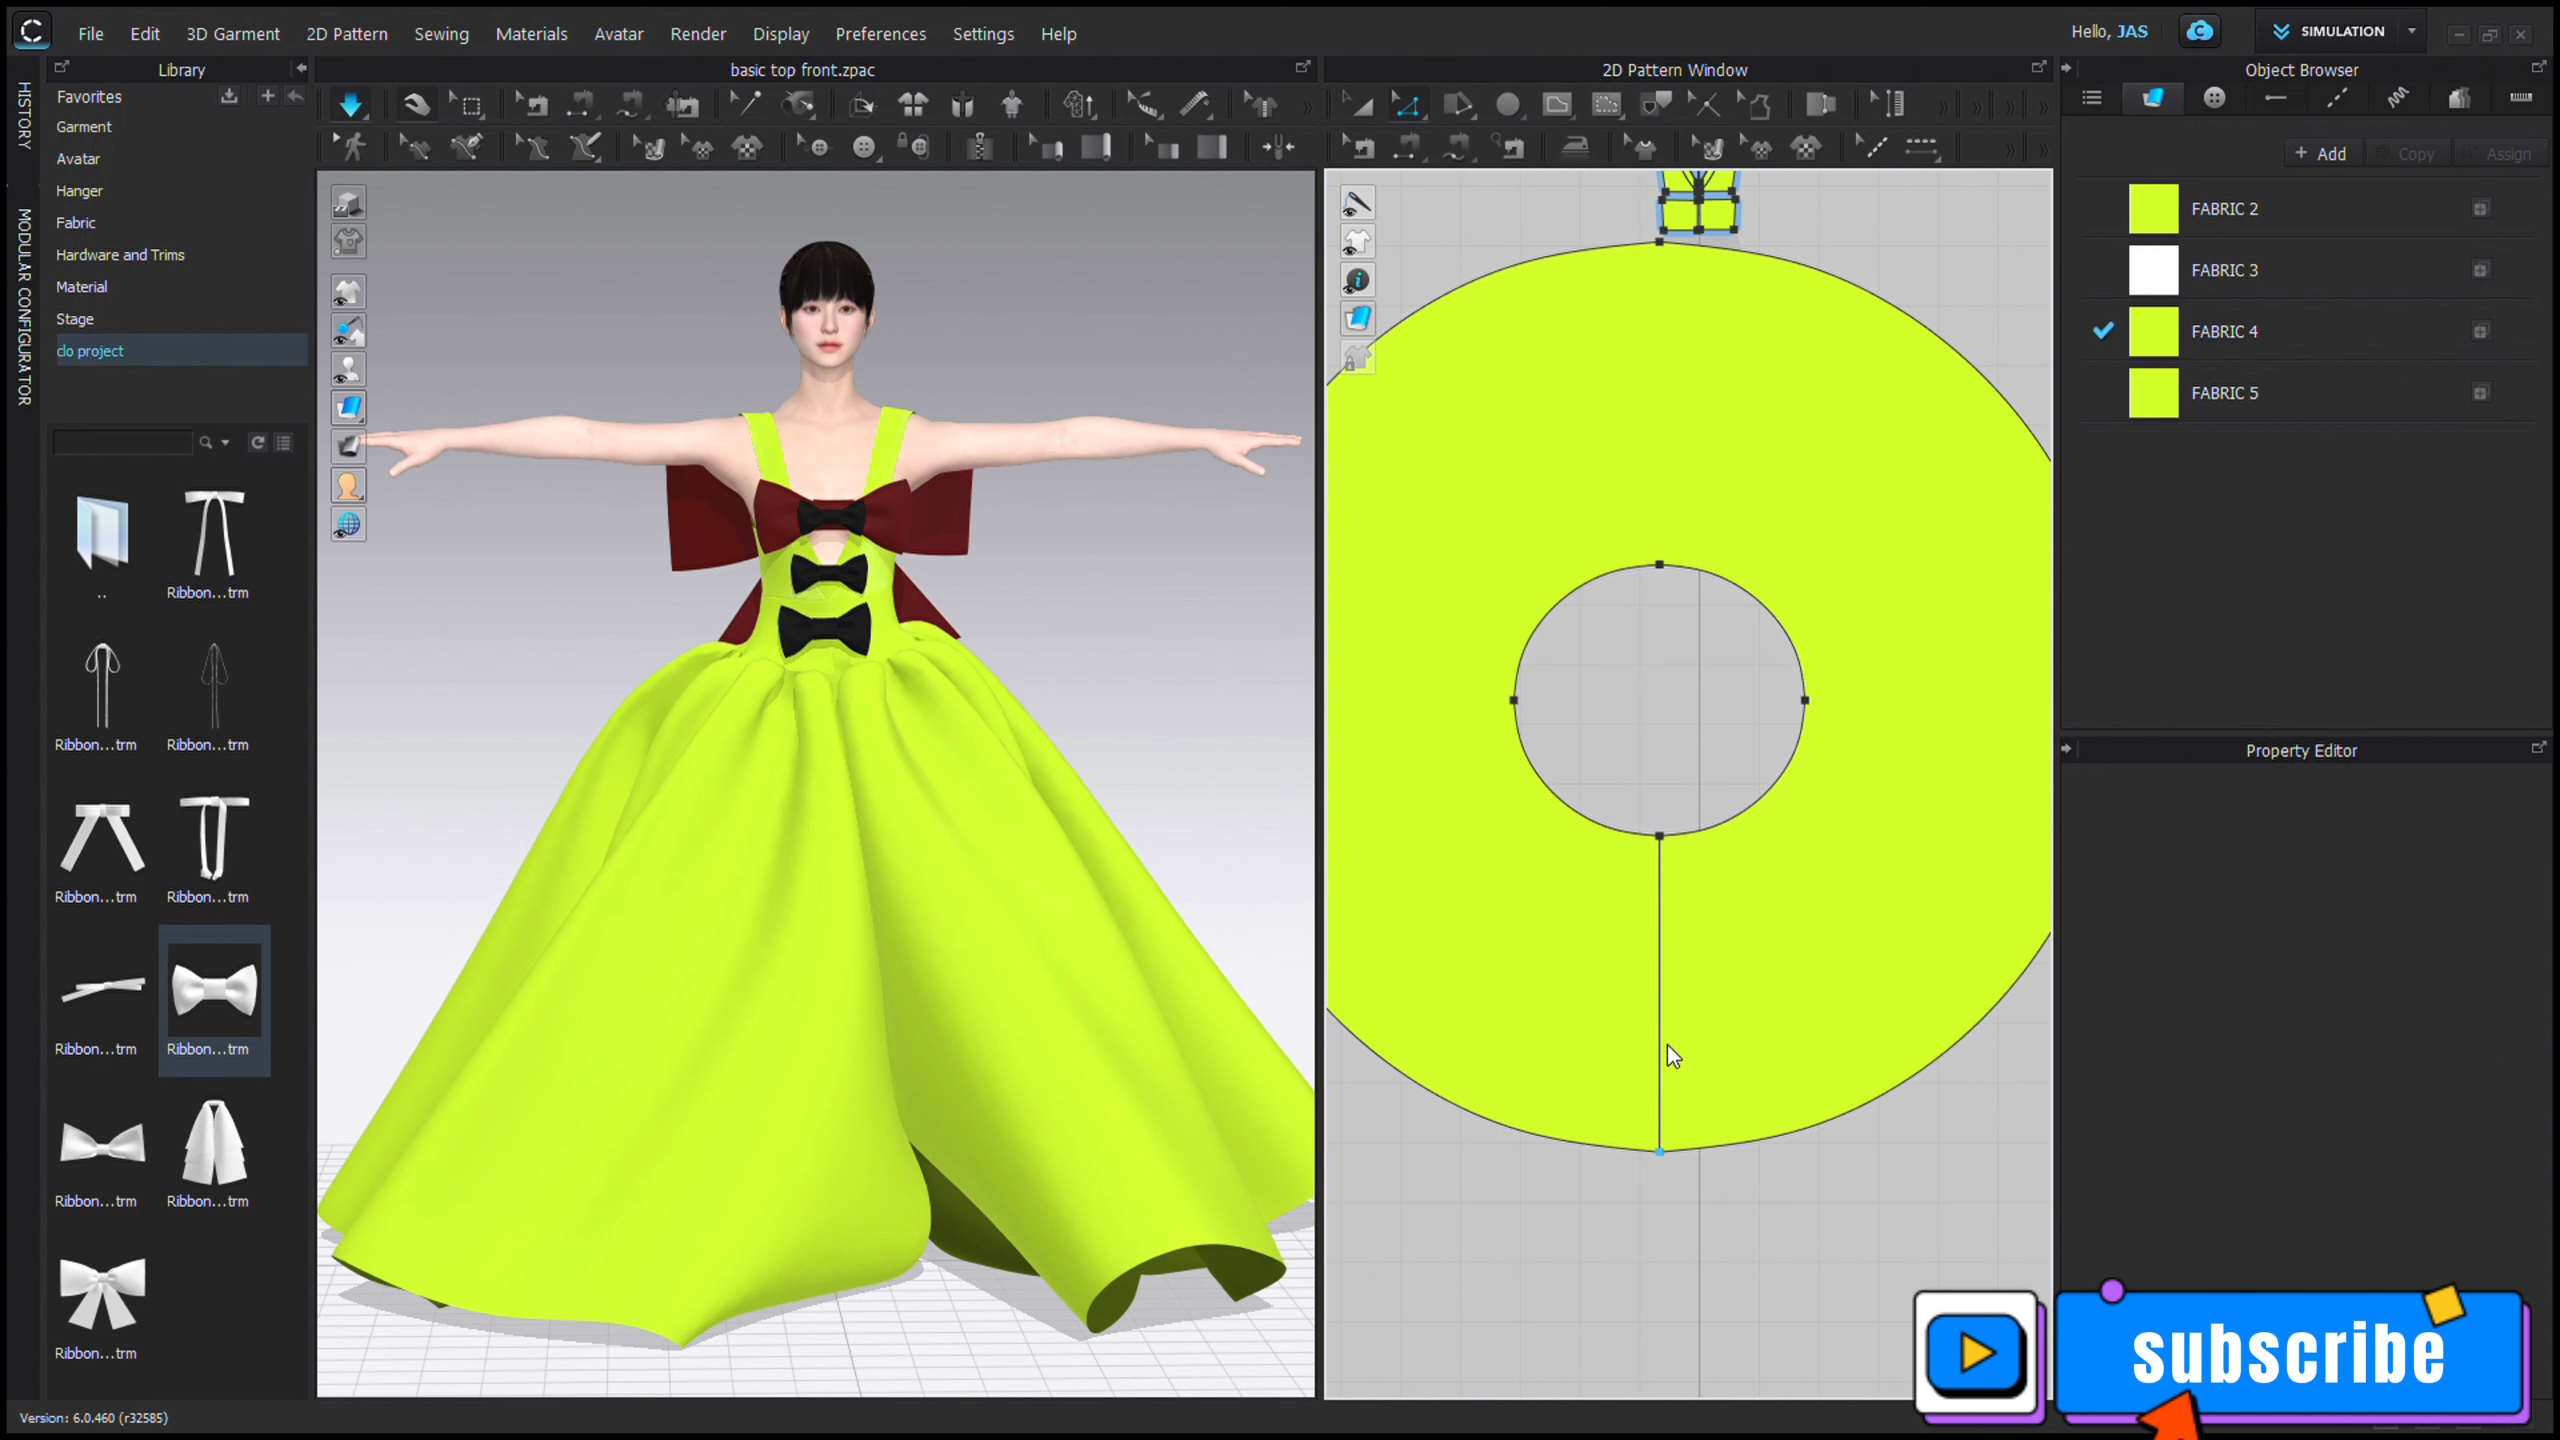 File Edit 3D Garment 2D Pattern Sewing Materials Avatar Render Display Preferences Settings Help
Hello, JAS
SIMULATION
HISTORY
MODULAR CONFIGURATOR
Library
Favorites
Garment
Avatar
Hanger
Fabric
Hardware and Trims
Material
Stage
clo project
..
Ribbon...trm
Ribbon...trm
Ribbon...trm
Ribbon...trm
Ribbon...trm
Ribbon...trm
Ribbon...trm
Ribbon...trm
Ribbon...trm
Ribbon...trm
Version: 6.0.460 (r32585)
basic top front.zpac
2D Pattern Window
Object Browser
+ Add
Copy
Assign
FABRIC 2
FABRIC 3
FABRIC 4
FABRIC 5
Property Editor
subscribe